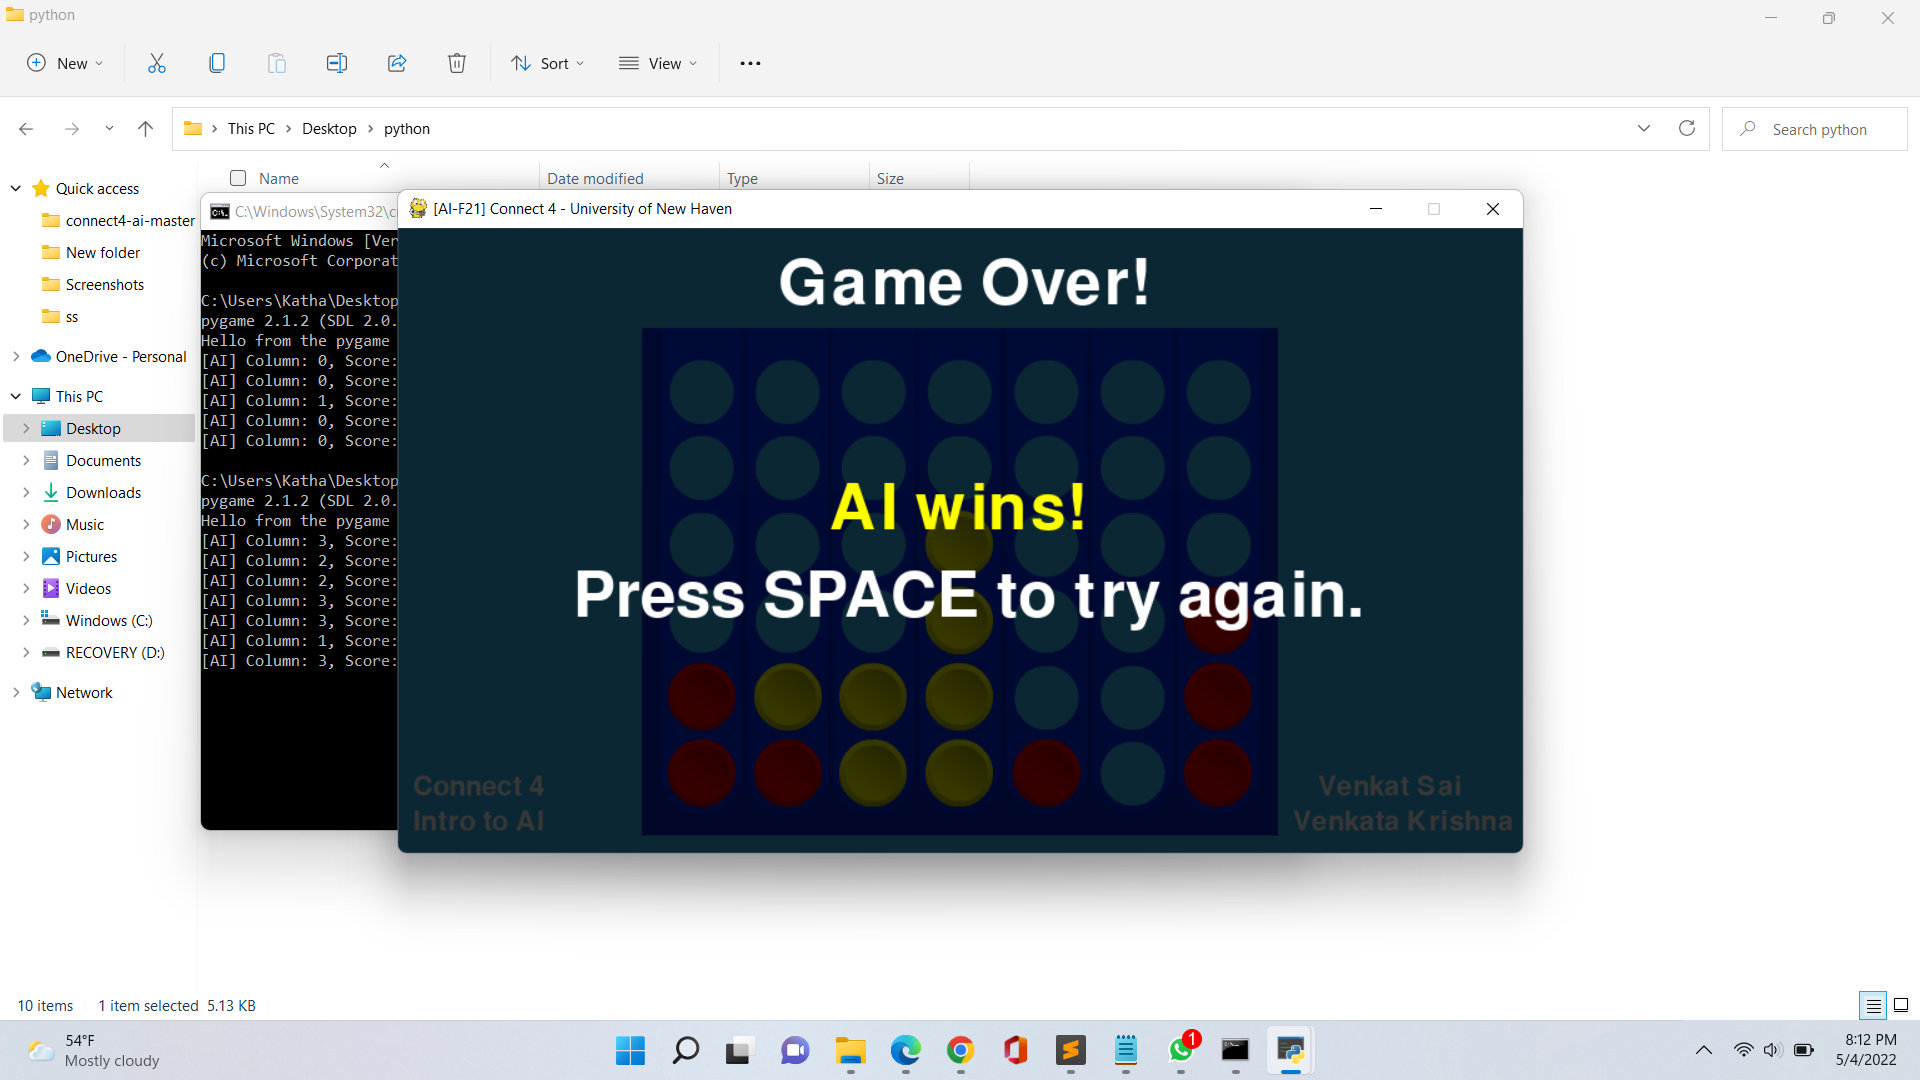 python
New
Sort
View
This PC
Desktop
python
Search python
Name
Date modified
Type
Size
Quick access
connect4-ai-master
New folder
Screenshots
ss
OneDrive - Personal
This PC
Desktop
Documents
Downloads
Music
Pictures
Videos
Windows (C:)
RECOVERY (D:)
Network
C:\Windows\System32\c
Microsoft Windows [Ver
(c) Microsoft Corporat
C:\Users\Katha\Desktop
pygame 2.1.2 (SDL 2.0.
Hello from the pygame
[AI] Column: 0, Score:
[AI] Column: 0, Score:
[AI] Column: 1, Score:
[AI] Column: 0, Score:
[AI] Column: 0, Score:
C:\Users\Katha\Desktop
pygame 2.1.2 (SDL 2.0.
Hello from the pygame
[AI] Column: 3, Score:
[AI] Column: 2, Score:
[AI] Column: 2, Score:
[AI] Column: 3, Score:
[AI] Column: 3, Score:
[AI] Column: 1, Score:
[AI] Column: 3, Score:
[AI-F21] Connect 4 - University of New Haven
Game Over!
AI wins!
Press SPACE to try again.
Connect 4
Intro to AI
Venkat Sai
Venkata Krishna
10 items
1 item selected 5.13 KB
54°F
Mostly cloudy
1
8:12 PM
5/4/2022